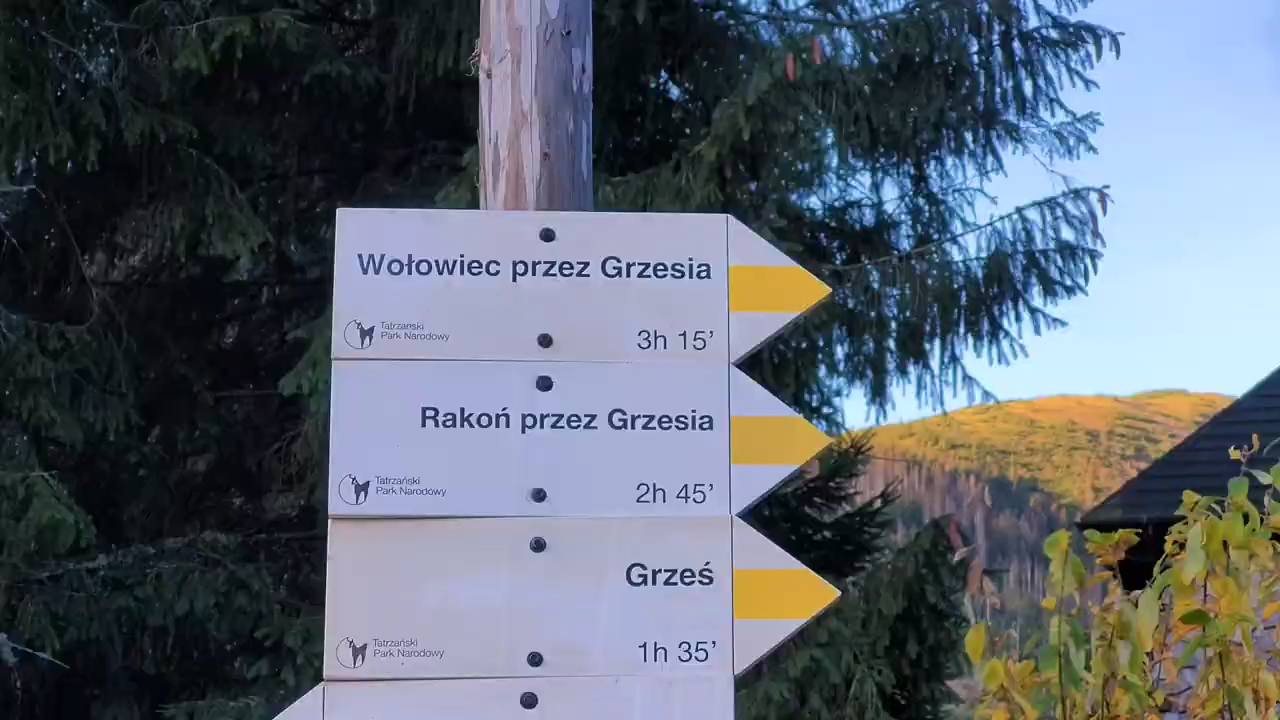 Wołowiec przez Grzesia
Tatrzański
Park Narodowy
3h 15’
Rakoń przez Grzesia
Tatrzański
Park Narodowy
2h 45’
Grześ
Tatrzański
Park Narodowy
1h 35’